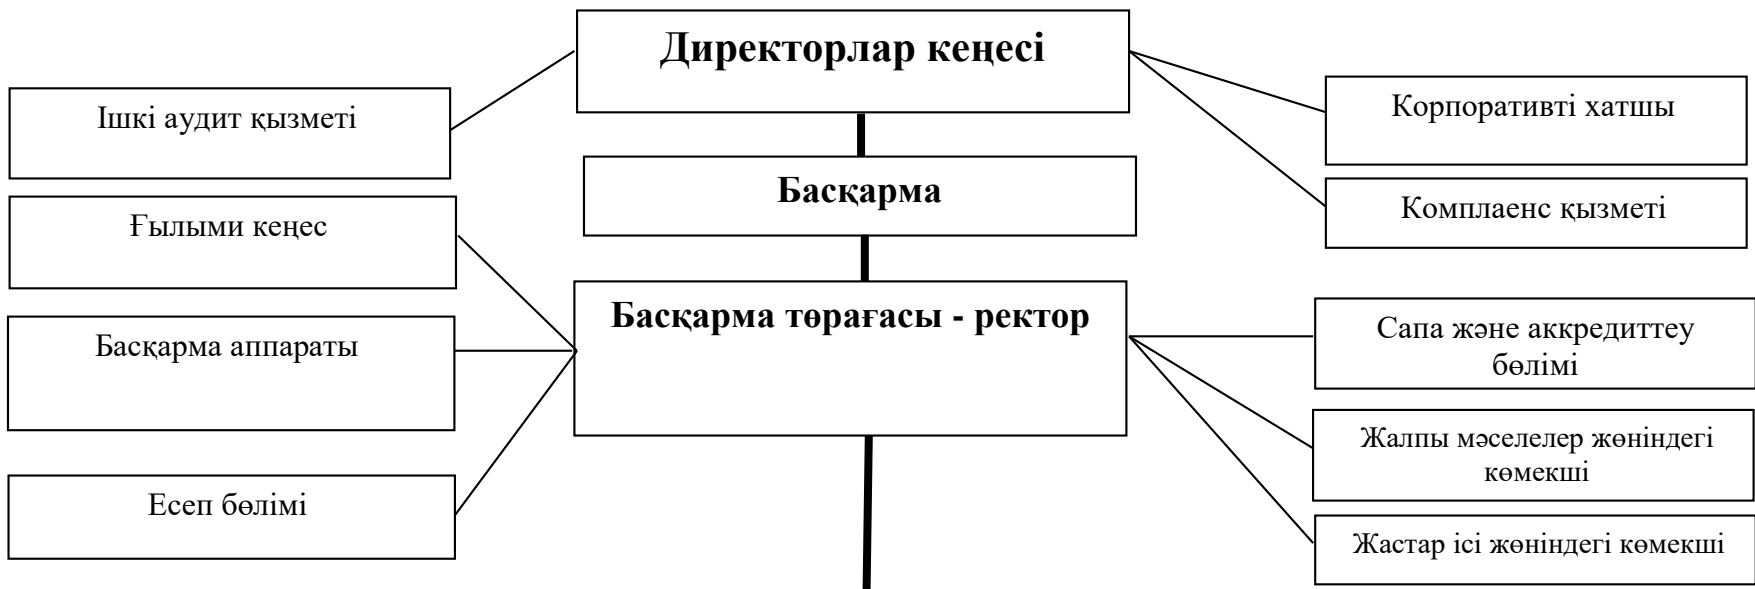 Директорлар кеңесі
Ішкі аудит қызметі
Корпоративті хатшы
Басқарма
Комплаенс қызметі
Ғылыми кеңес
Басқарма төрағасы - ректор
Сапа және аккредиттеу
бөлімі
Басқарма аппараты
Жалпы мәселелер жөніндегі
көмекші
Есеп бөлімі
Жастар ісі жөніндегі көмекші